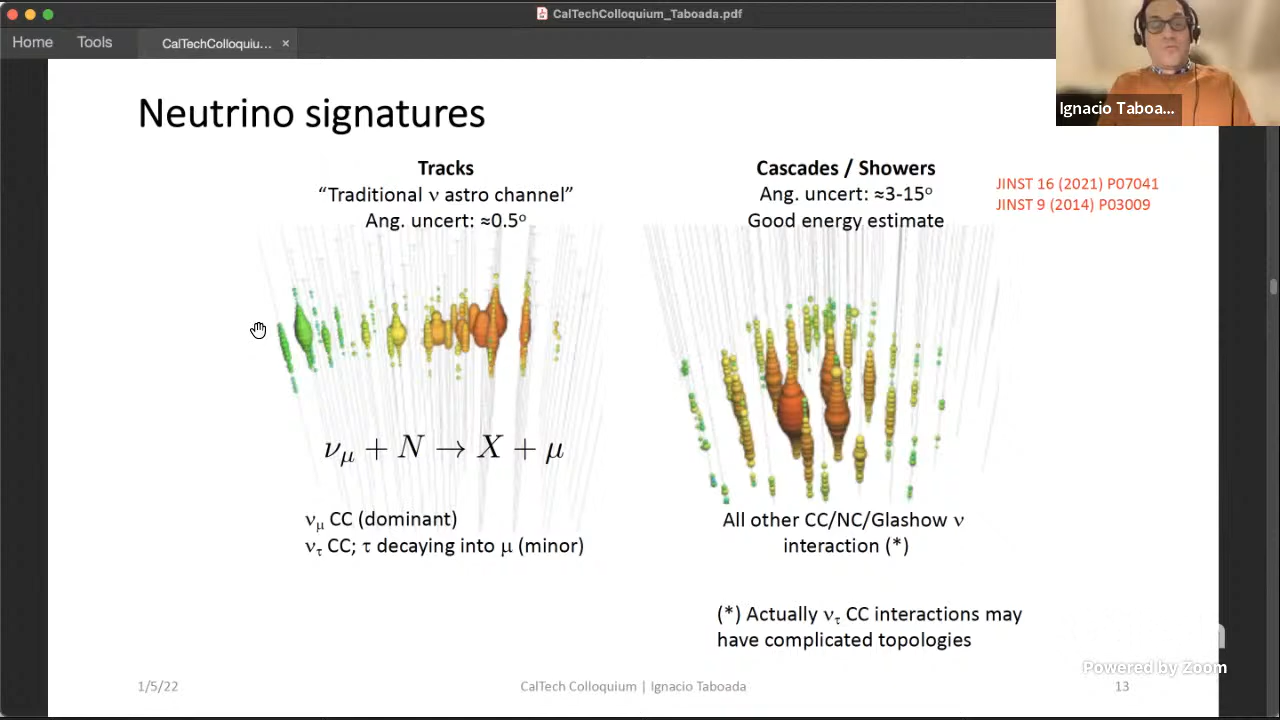 CalTechColloquium_Taboada.pdf
Home
Tools
CalTechColloquiu... ×
Ignacio Taboa...
Neutrino signatures
Tracks
“Traditional ν astro channel”
Ang. uncert: ≈0.5°
Cascades / Showers
Ang. uncert: ≈3-15°
Good energy estimate
JINST 16 (2021) P07041
JINST 9 (2014) P03009
ν_μ + N → X + μ
ν_μ CC (dominant)
ν_τ CC; τ decaying into μ (minor)
All other CC/NC/Glashow ν
interaction (*)
(*) Actually ν_τ CC interactions may
have complicated topologies
Powered by Zoom
1/5/22
CalTech Colloquium | Ignacio Taboada
13